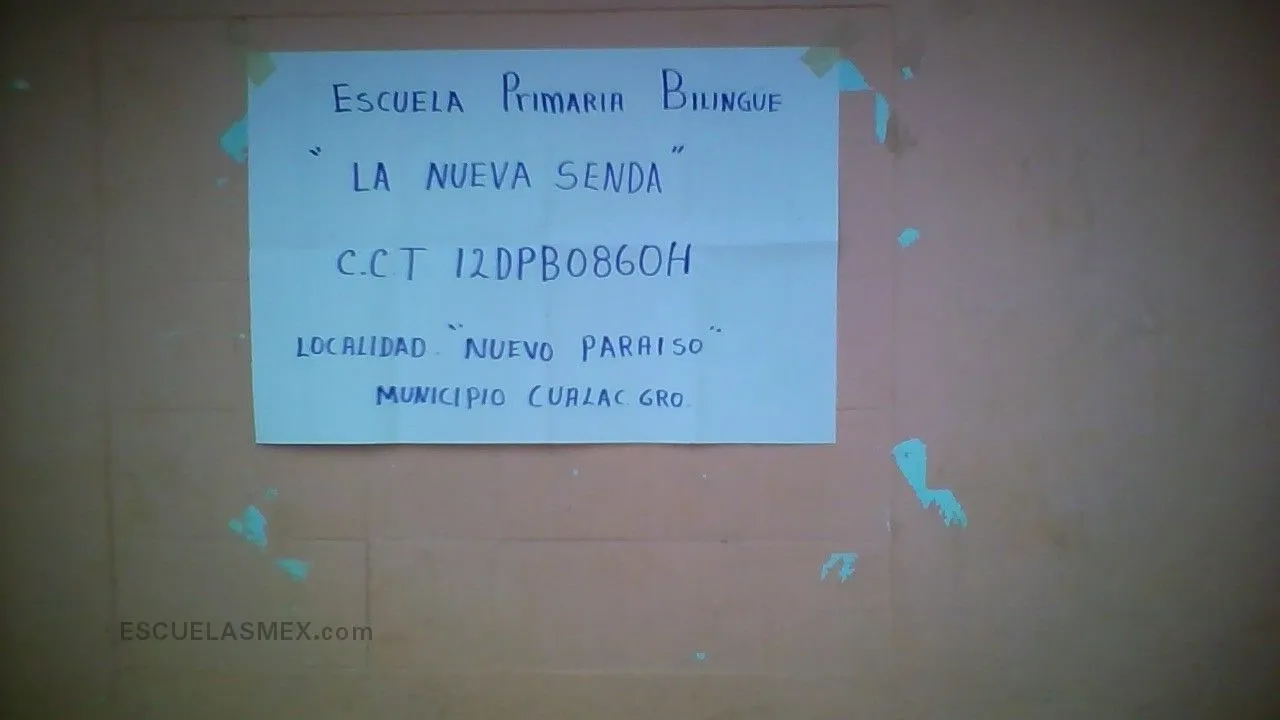 ESCUELA PRIMARIA BILINGUE
"LA NUEVA SENDA"
C.C.T 12DPB0860H
LOCALIDAD. "NUEVO PARAISO"
MUNICIPIO CUALAC. GRO.
ESCUELASMEX.com